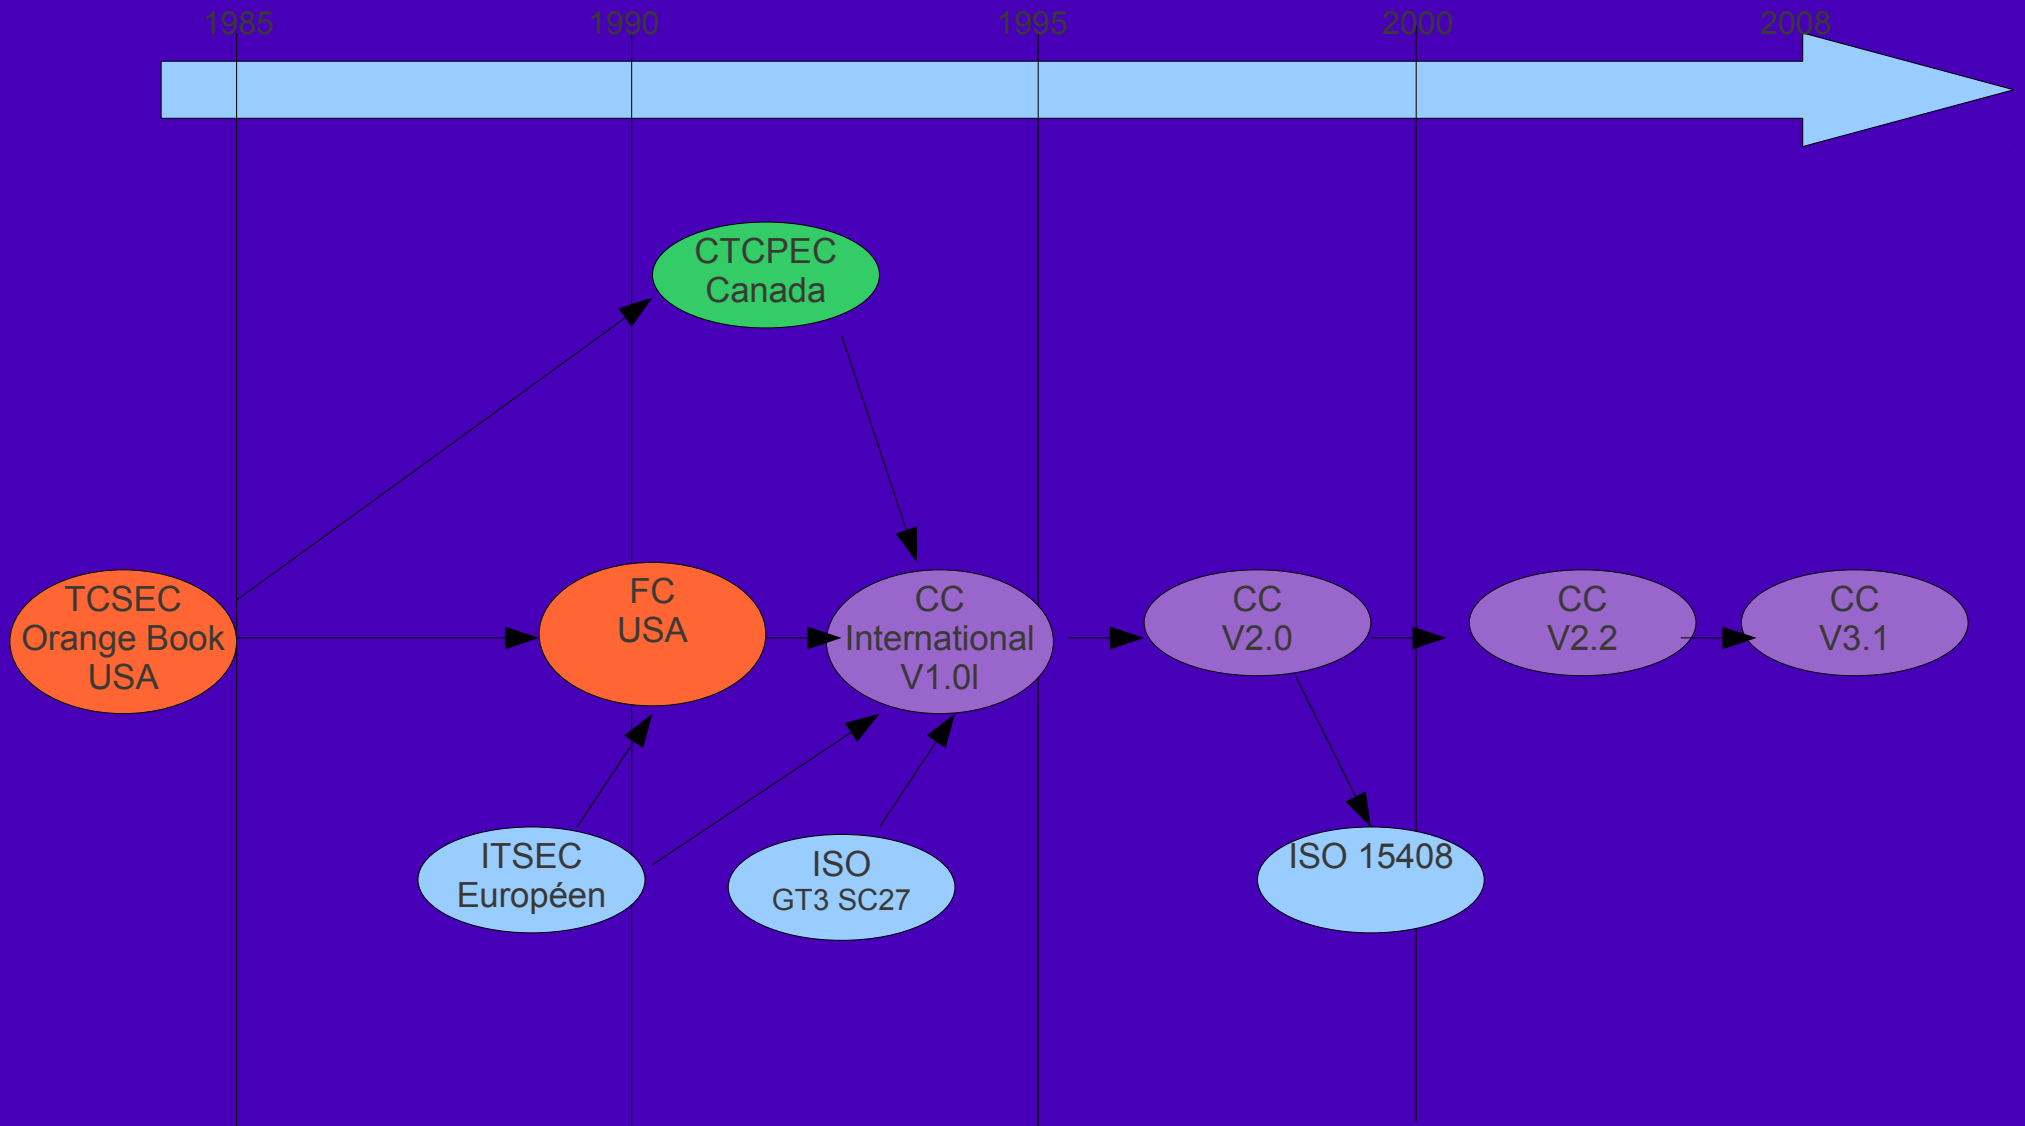 1985
1990
1995
2000
2008
CTCPEC
Canada
TCSEC
Orange Book
USA
FC
USA
CC
International
V1.0l
CC
V2.0
CC
V2.2
CC
V3.1
ITSEC
Européen
ISO
GT3 SC27
ISO 15408